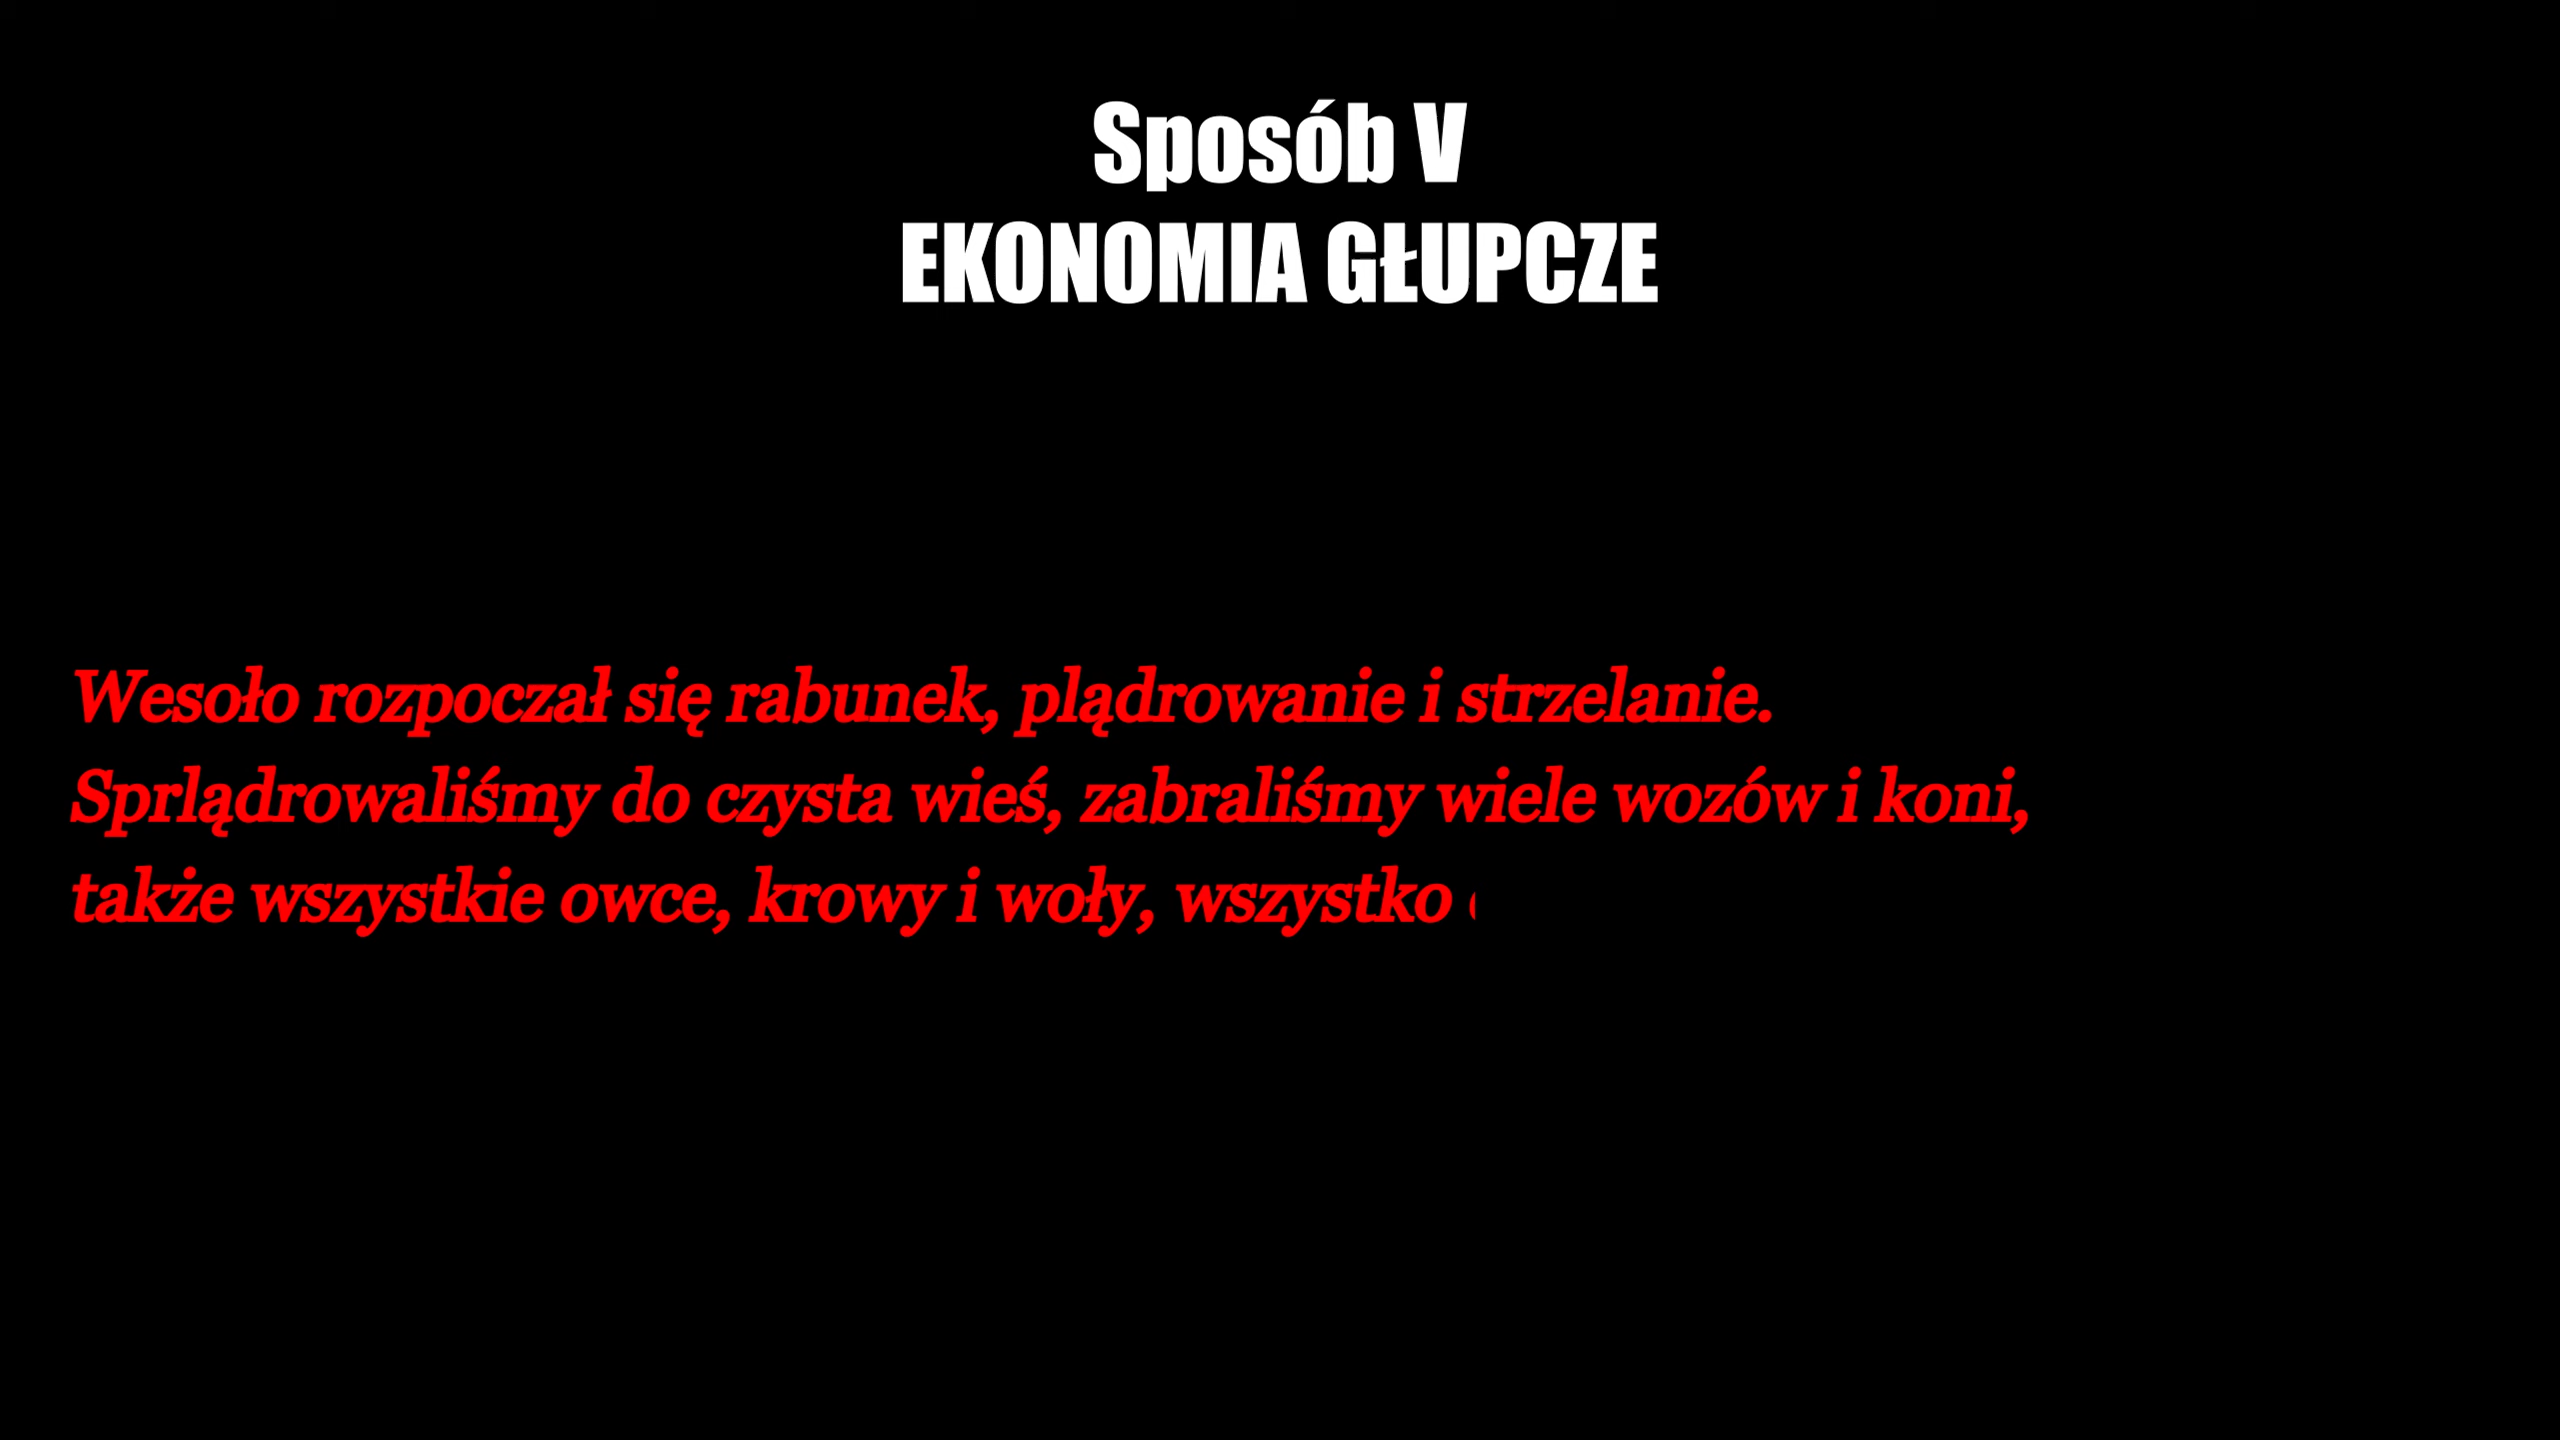 Sposób V
EKONOMIA GŁUPCZE
Wesoło rozpoczał się rabunek, plądrowanie i strzelanie.
Sprlądrowaliśmy do czysta wieś, zabraliśmy wiele wozów i koni,
także wszystkie owce, krowy i woły, wszystko